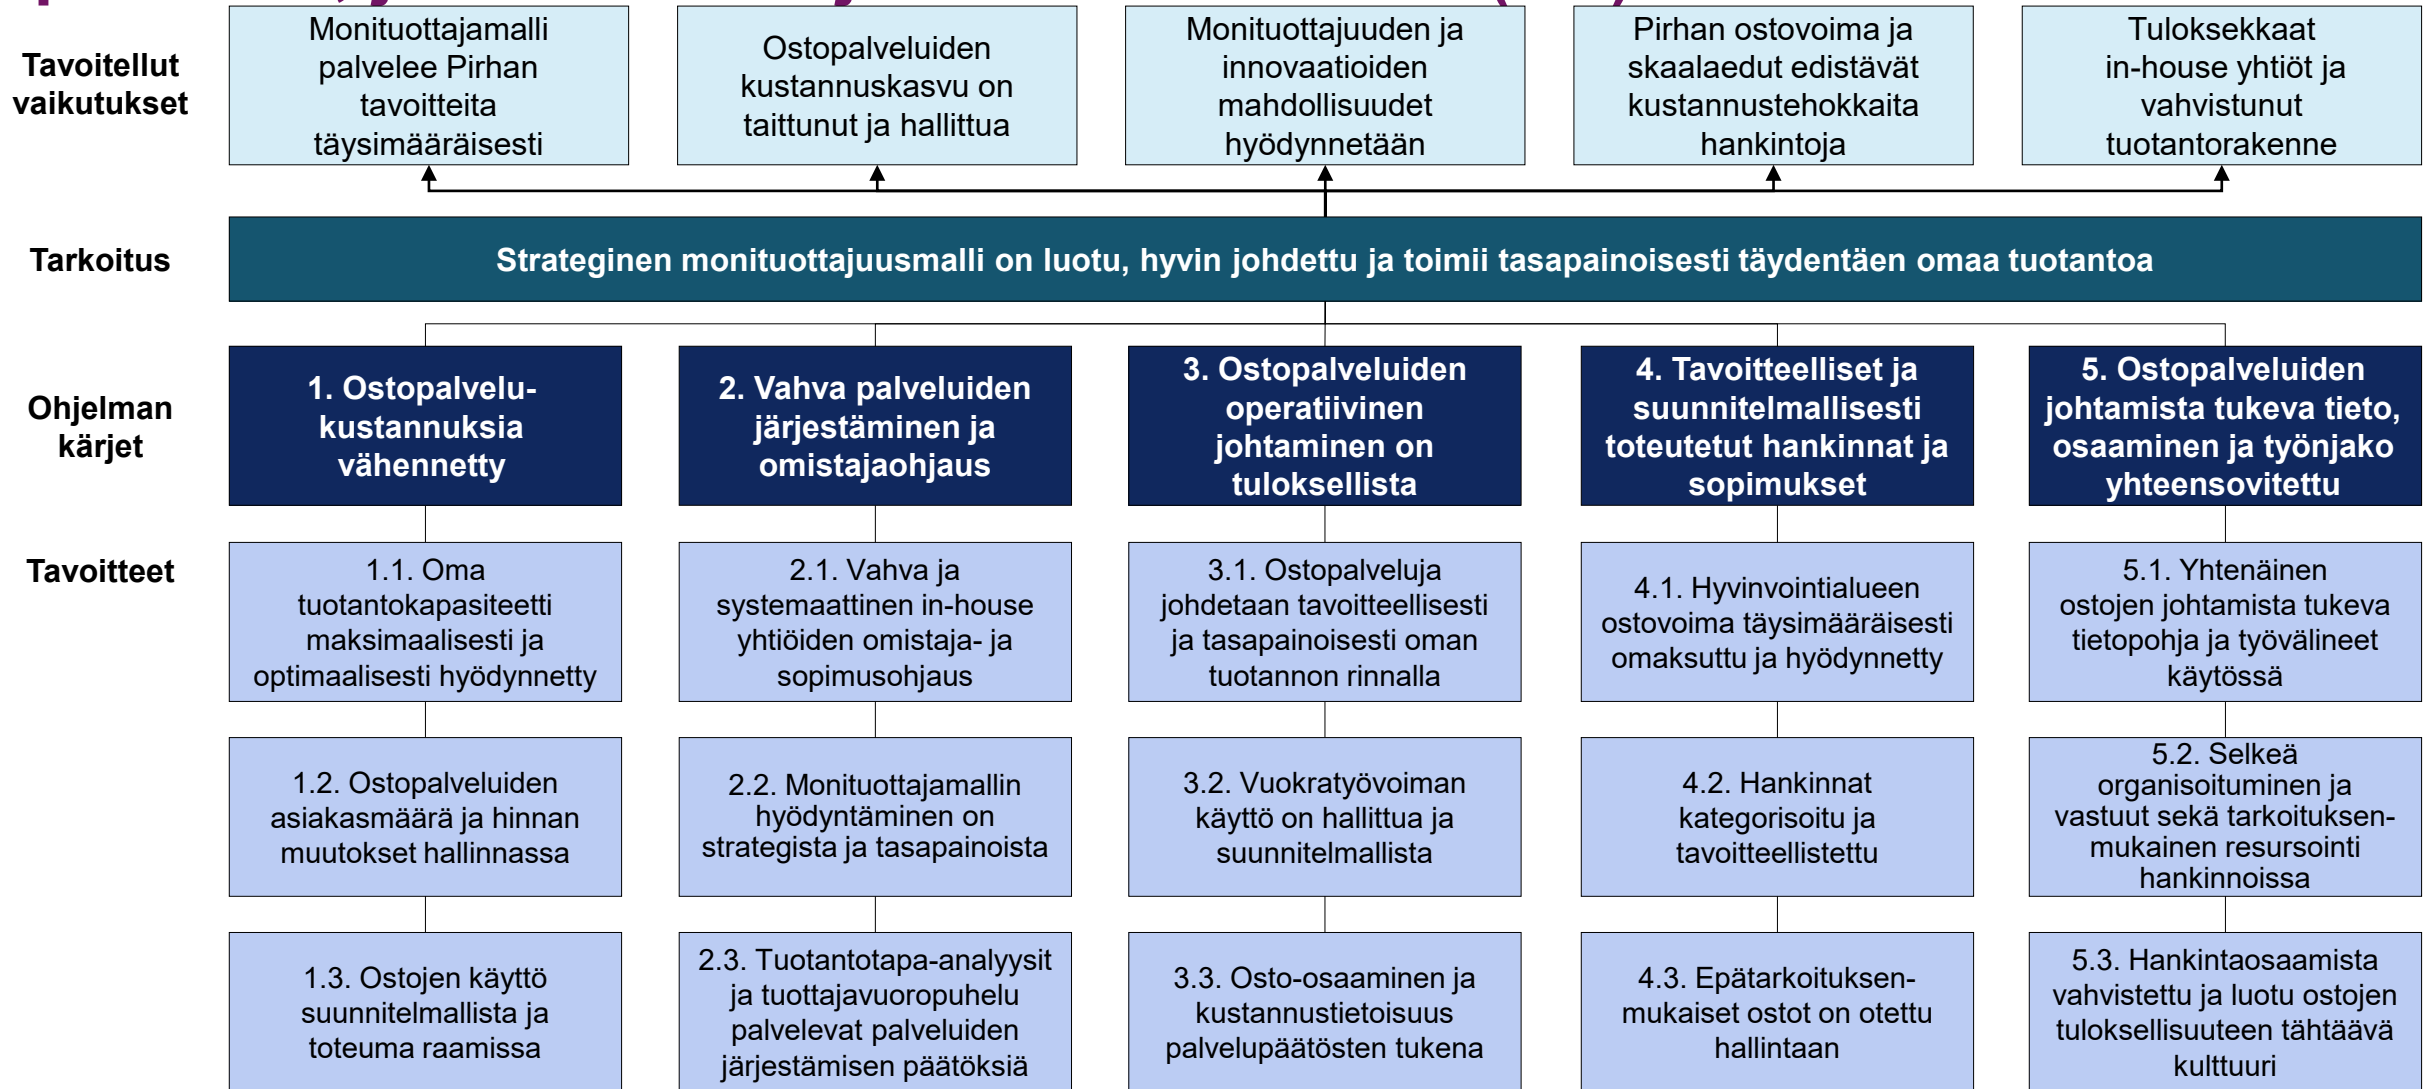 Tavoitellut
vaikutukset
Monituottajamalli
palvelee Pirhan
tavoitteita
täysimääräisesti
Ostopalveluiden
kustannuskasvu on
taittunut ja hallittua
Monituottajuuden ja
innovaatioiden
mahdollisuudet
hyödynnetään
Pirhan ostovoima ja
skaalaedut edistävät
kustannustehokkaita
hankintoja
Tuloksekkaat
in-house yhtiöt ja
vahvistunut
tuotantorakenne
Tarkoitus
Strateginen monituottajuusmalli on luotu, hyvin johdettu ja toimii tasapainoisesti täydentäen omaa tuotantoa
Ohjelman
kärjet
1. Ostopalvelu-
kustannuksia
vähennetty
2. Vahva palveluiden
järjestäminen ja
omistajaohjaus
3. Ostopalveluiden
operatiivinen
johtaminen on
tuloksellista
4. Tavoitteelliset ja
suunnitelmallisesti
toteutetut hankinnat ja
sopimukset
5. Ostopalveluiden
johtamista tukeva tieto,
osaaminen ja työnjako
yhteensovitettu
Tavoitteet
1.1. Oma
tuotantokapasiteetti
maksimaalisesti ja
optimaalisesti hyödynnetty
2.1. Vahva ja
systemaattinen in-house
yhtiöiden omistaja- ja
sopimusohjaus
3.1. Ostopalveluja
johdetaan tavoitteellisesti
ja tasapainoisesti oman
tuotannon rinnalla
4.1. Hyvinvointialueen
ostovoima täysimääräisesti
omaksuttu ja hyödynnetty
5.1. Yhtenäinen
ostojen johtamista tukeva
tietopohja ja työvälineet
käytössä
1.2. Ostopalveluiden
asiakasmäärä ja hinnan
muutokset hallinnassa
2.2. Monituottajamallin
hyödyntäminen on
strategista ja tasapainoista
3.2. Vuokratyövoiman
käyttö on hallittua ja
suunnitelmallista
4.2. Hankinnat
kategorisoitu ja
tavoitteellistettu
5.2. Selkeä
organisoituminen ja
vastuut sekä tarkoituksen-
mukainen resursointi
hankinnoissa
1.3. Ostojen käyttö
suunnitelmallista ja
toteuma raamissa
2.3. Tuotantotapa-analyysit
ja tuottajavuoropuhelu
palvelevat palveluiden
järjestämisen päätöksiä
3.3. Osto-osaaminen ja
kustannustietoisuus
palvelupäätösten tukena
4.3. Epätarkoituksen-
mukaiset ostot on otettu
hallintaan
5.3. Hankintaosaamista
vahvistettu ja luotu ostojen
tuloksellisuuteen tähtäävä
kulttuuri